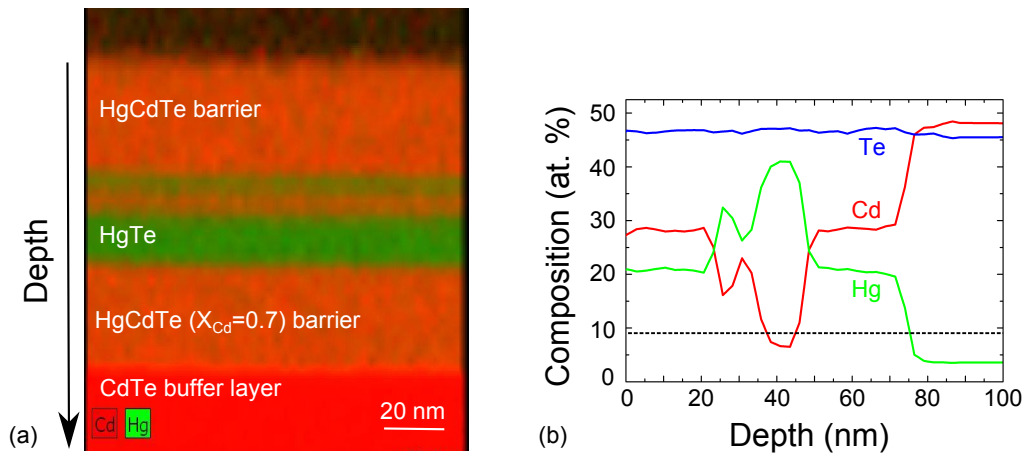 HgCdTe barrier
HgTe
HgCdTe (X_Cd=0.7) barrier
CdTe buffer layer
Cd Hg
20 nm
Depth
(a)
50
40
30
20
10
0
Composition (at. %)
Te
Cd
Hg
0 20 40 60 80 100
Depth (nm)
(b)